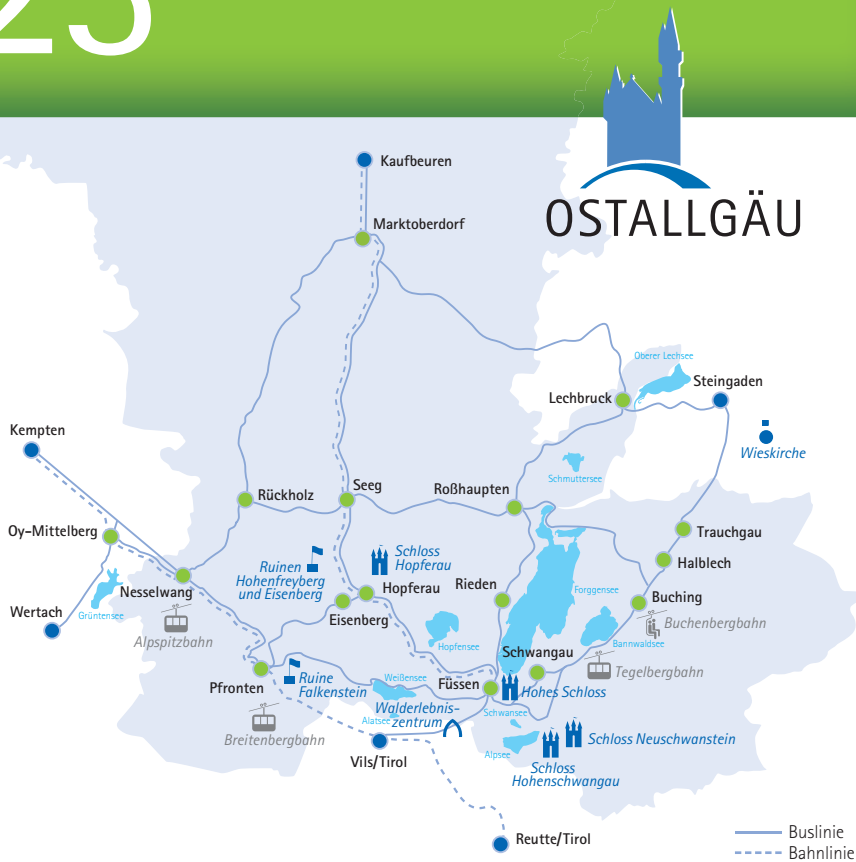 25
OSTALLGÄU
Kaufbeuren
Marktoberdorf
Oberer Lechsee
Steingaden
Lechbruck
Wieskirche
Kempten
Schmuttersee
Rückholz
Seeg
Roßhaupten
Oy-Mittelberg
Trauchgau
Halblech
Ruinen
Hohenfreyberg
und Eisenberg
Schloss
Hopferau
Nesselwang
Hopferau
Rieden
Forggensee
Buching
Wertach
Grüntensee
Eisenberg
Buchenbergbahn
Alpspitzbahn
Hopfensee
Bannwaldsee
Schwangau
Tegelbergbahn
Pfronten
Ruine
Falkenstein
Weißensee
Füssen
Hohes Schloss
Walderlebnis-
zentrum
Alatsee
Schwansee
Breitenbergbahn
Vils/Tirol
Alpsee
Schloss Neuschwanstein
Schloss
Hohenschwangau
Reutte/Tirol
Buslinie
Bahnlinie